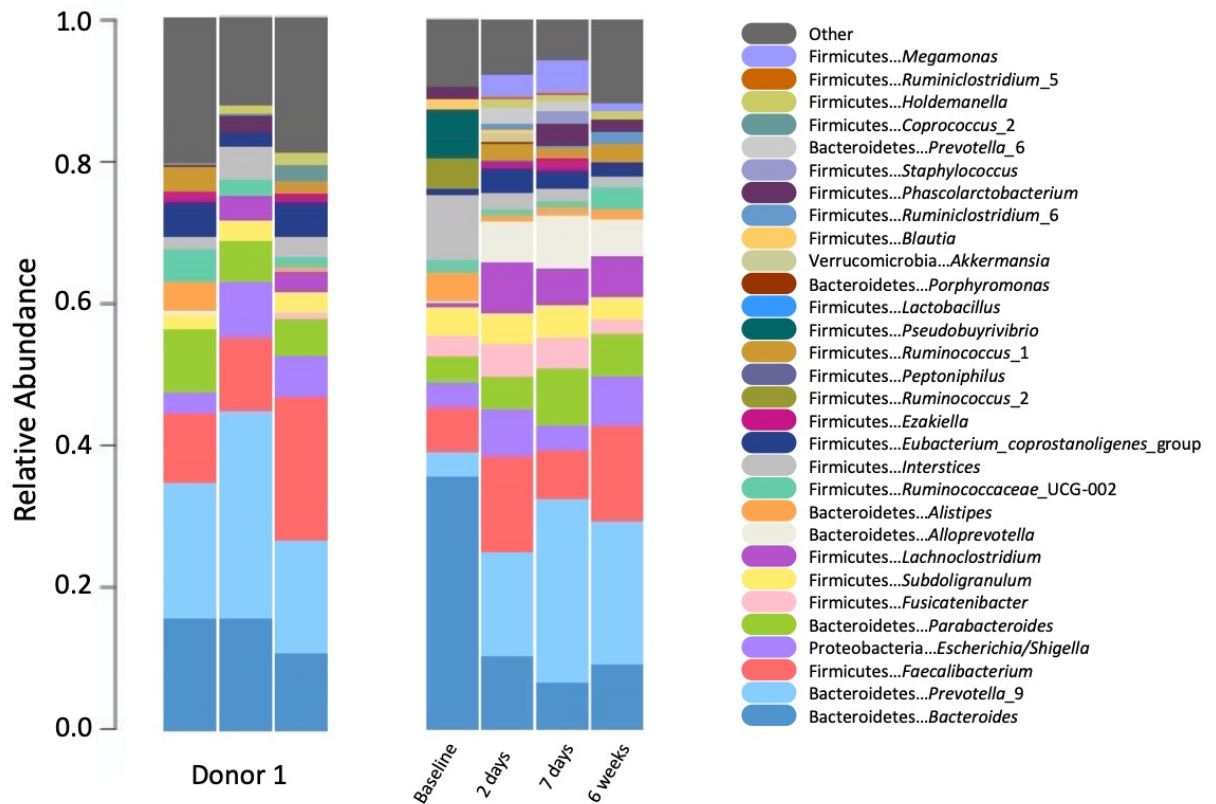 Relative Abundance
1.0
0.8
0.6
0.4
0.2
0.0
Donor 1
Baseline
2 days
7 days
6 weeks
Other
Firmicutes...Megamonas
Firmicutes...Ruminiclostridium_5
Firmicutes...Holdemanella
Firmicutes...Coprococcus_2
Bacteroidetes...Prevotella_6
Firmicutes...Staphylococcus
Firmicutes...Phascolarctobacterium
Firmicutes...Ruminiclostridium_6
Firmicutes...Blautia
Verrucomicrobia...Akkermansia
Bacteroidetes...Porphyromonas
Firmicutes...Lactobacillus
Firmicutes...Pseudobuyrivibrio
Firmicutes...Ruminococcus_1
Firmicutes...Peptoniphilus
Firmicutes...Ruminococcus_2
Firmicutes...Ezakiella
Firmicutes...Eubacterium_coprostanoligenes_group
Firmicutes...Interstices
Firmicutes...Ruminococcaceae_UCG-002
Bacteroidetes...Alistipes
Bacteroidetes...Alloprevotella
Firmicutes...Lachnoclostridium
Firmicutes...Subdoligranulum
Firmicutes...Fusicatenibacter
Bacteroidetes...Parabacteroides
Proteobacteria...Escherichia/Shigella
Firmicutes...Faecalibacterium
Bacteroidetes...Prevotella_9
Bacteroidetes...Bacteroides